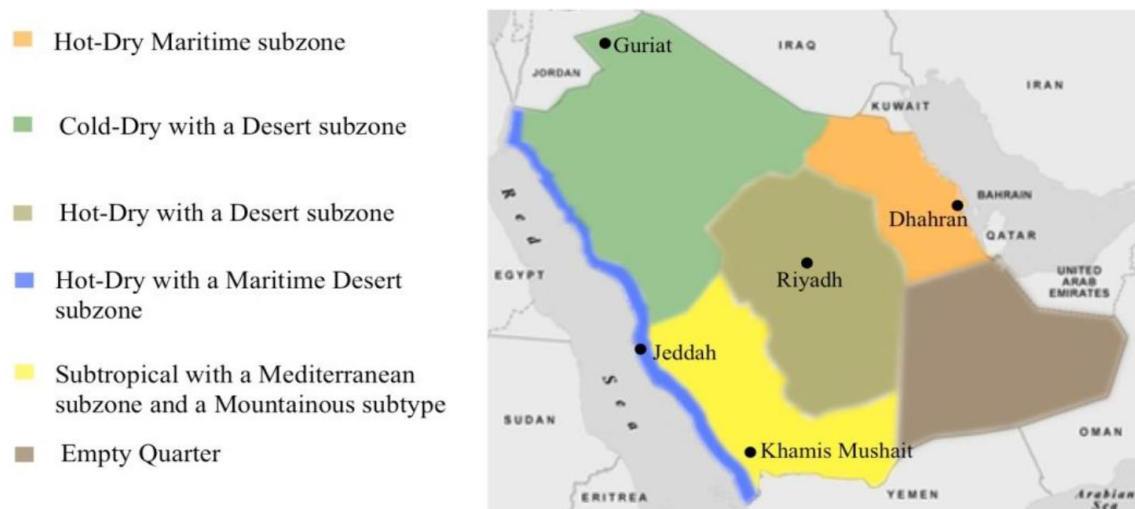 Hot-Dry Maritime subzone
Cold-Dry with a Desert subzone
Hot-Dry with a Desert subzone
Hot-Dry with a Maritime Desert
subzone
Subtropical with a Mediterranean
subzone and a Mountainous subtype
Empty Quarter
Guriat
IRAQ
JORDAN
IRAN
KUWAIT
BAHRAIN
Dhahran
QATAR
Red
EGYPT
Riyadh
UNITED
ARAB
EMIRATES
Jeddah
Sea
SUDAN
OMAN
Khamis Mushait
ERITREA
YEMEN
Arabian
Sea